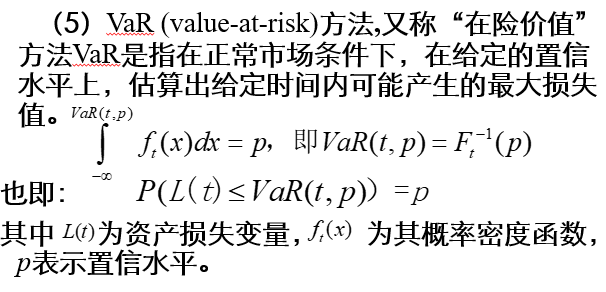 （5）VaR (value-at-risk)方法,又称“在险价值”
方法VaR是指在正常市场条件下，在给定的置信
水平上，估算出给定时间内可能产生的最大损失
值。
∫_{-∞}^{VaR(t,p)} f_t(x)dx = p，即VaR(t, p) = F_t^{-1}(p)
也即： P(L(t) ≤ VaR(t, p)) = p
其中 L(t)为资产损失变量，f_t(x) 为其概率密度函数，
p表示置信水平。